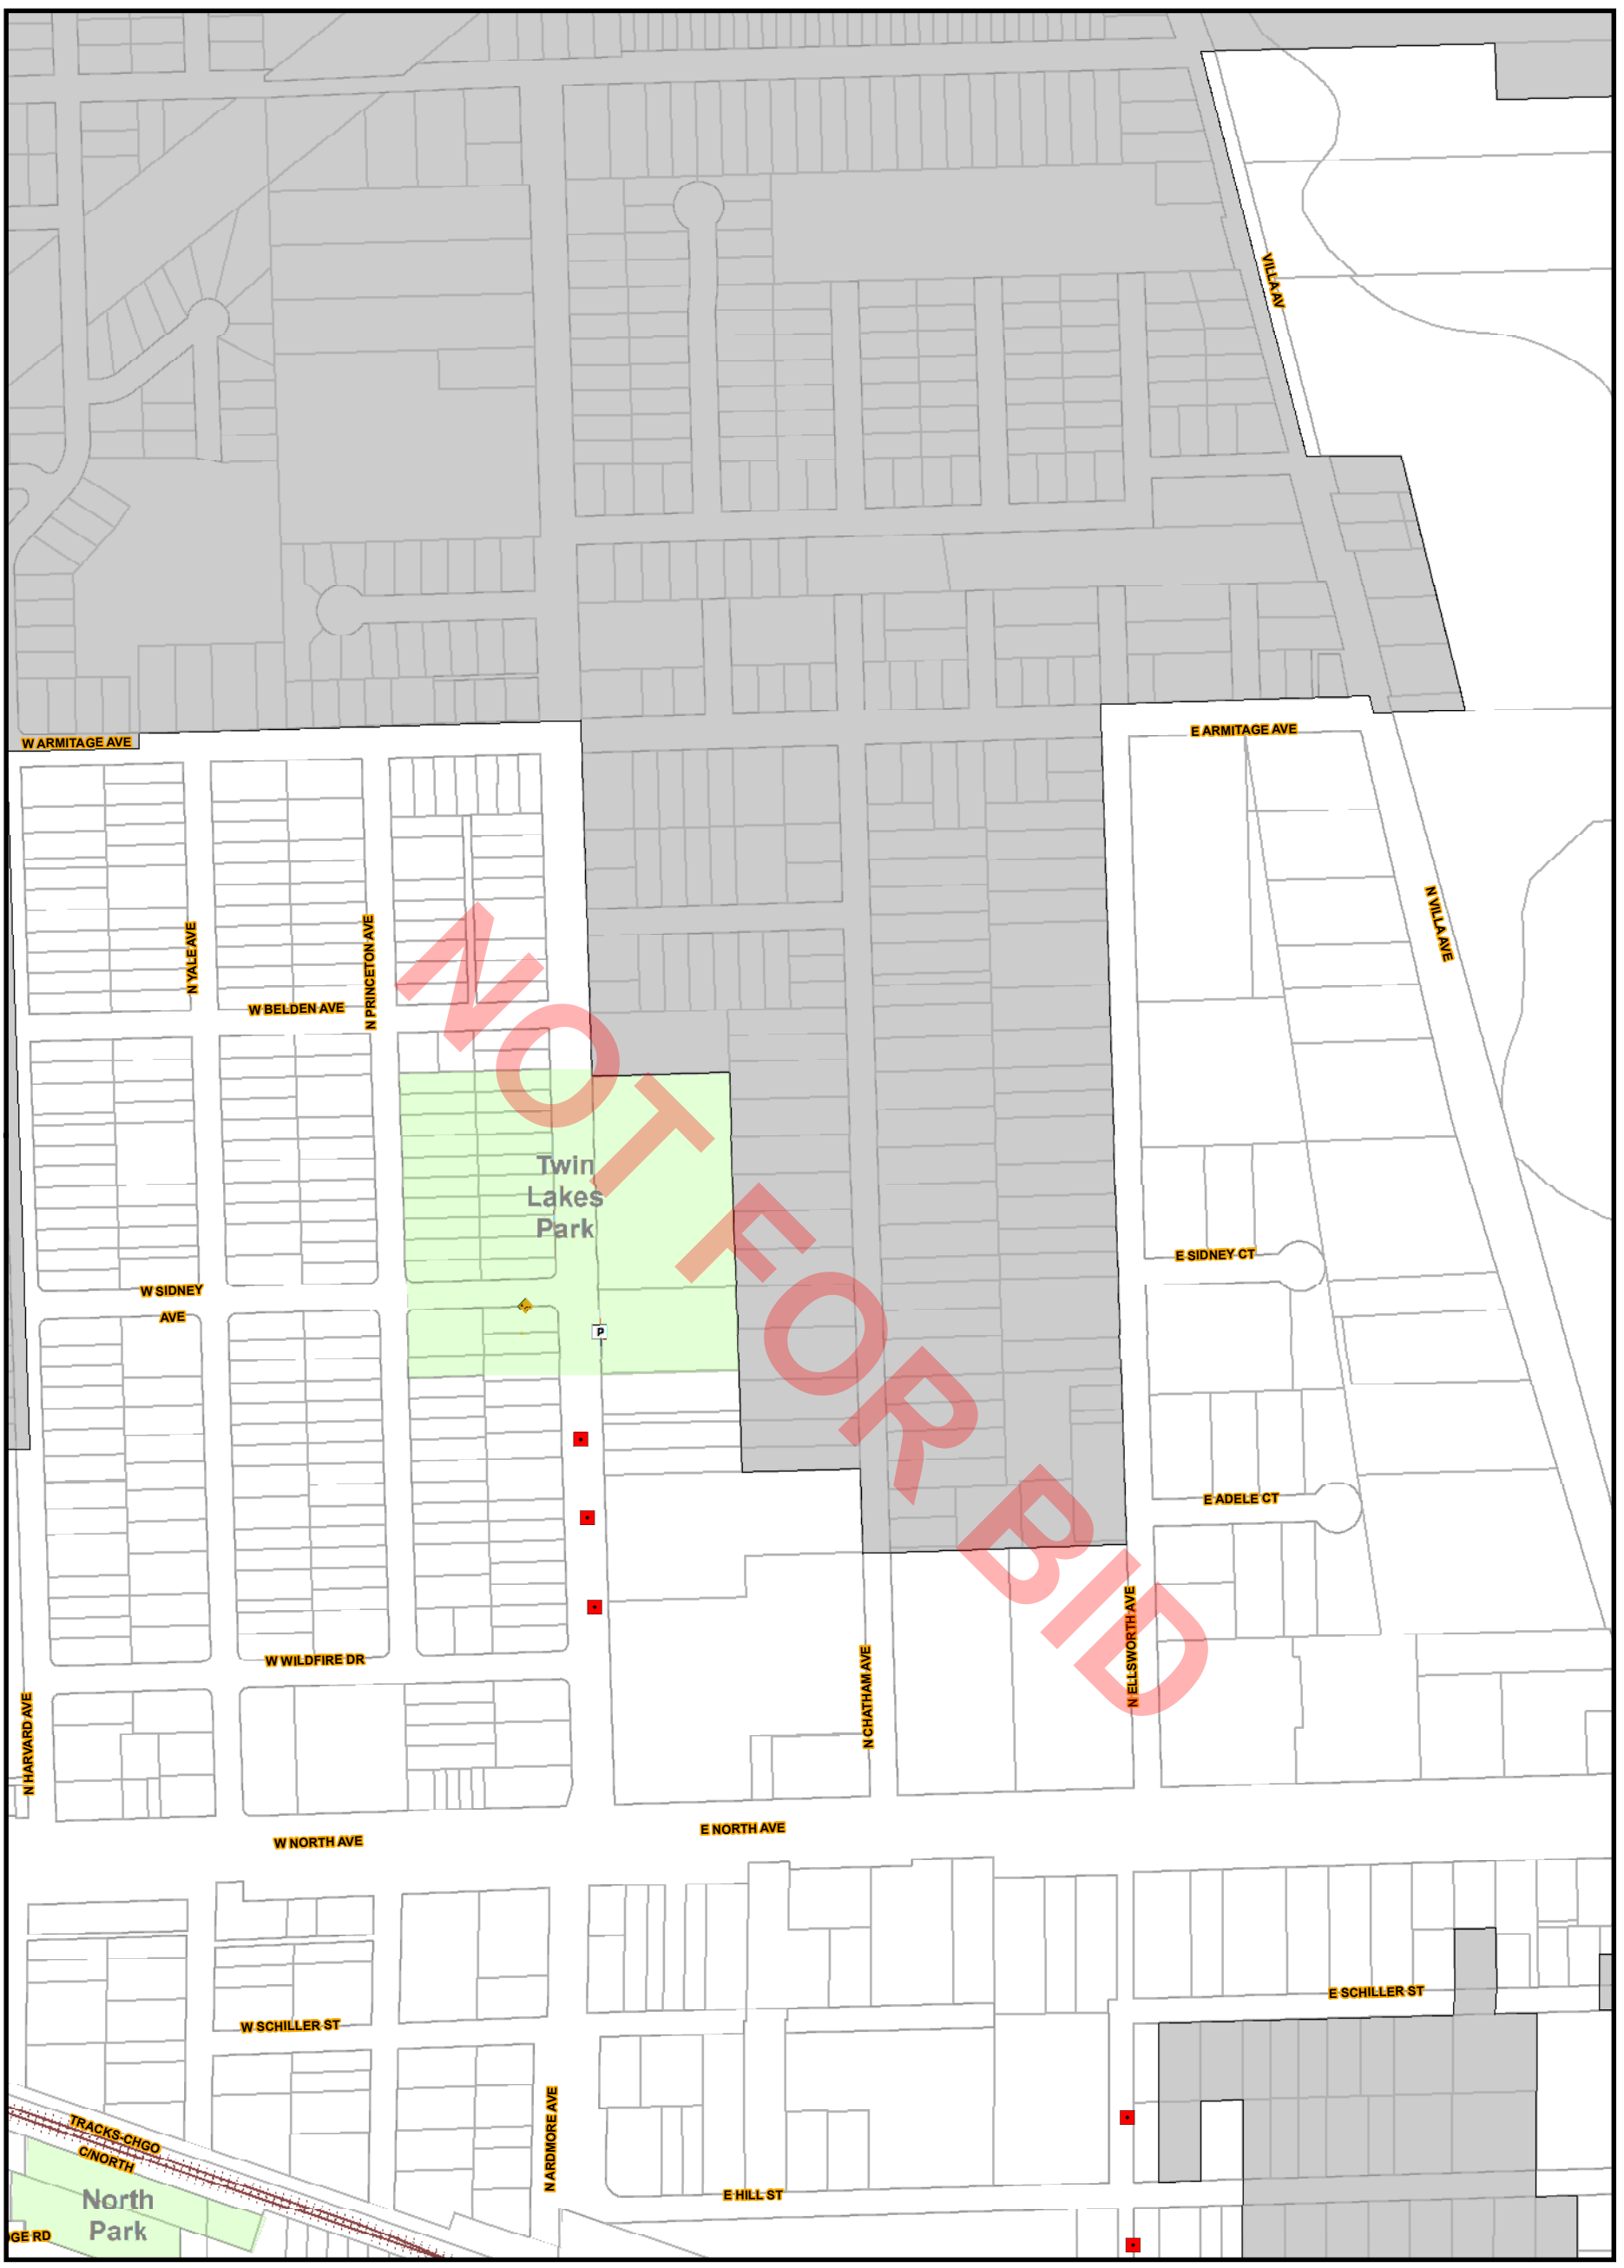 VILLA AV
W ARMITAGE AVE
E ARMITAGE AVE
N VILLA AVE
N YALE AVE
N PRINCETON AVE
W BELDEN AVE
NOT FOR BID
Twin
Lakes
Park
E SIDNEY CT
W SIDNEY
AVE
P
E ADELE CT
N ELLSWORTH AVE
W WILDFIRE DR
N CHATHAM AVE
N HARVARD AVE
E NORTH AVE
W NORTH AVE
E SCHILLER ST
W SCHILLER ST
N ARDMORE AVE
TRACKS-CHGO
C/NORTH
E HILL ST
North
Park
GE RD